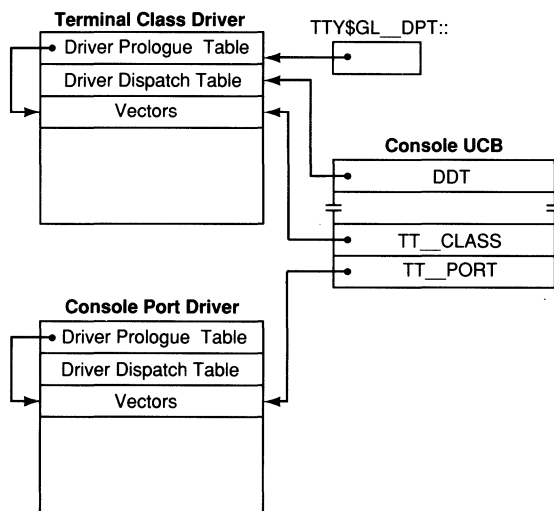 Terminal Class Driver
Driver Prologue Table
Driver Dispatch Table
Vectors
TTY$GL__DPT::
Console UCB
DDT
TT__CLASS
TT__PORT
Console Port Driver
Driver Prologue Table
Driver Dispatch Table
Vectors